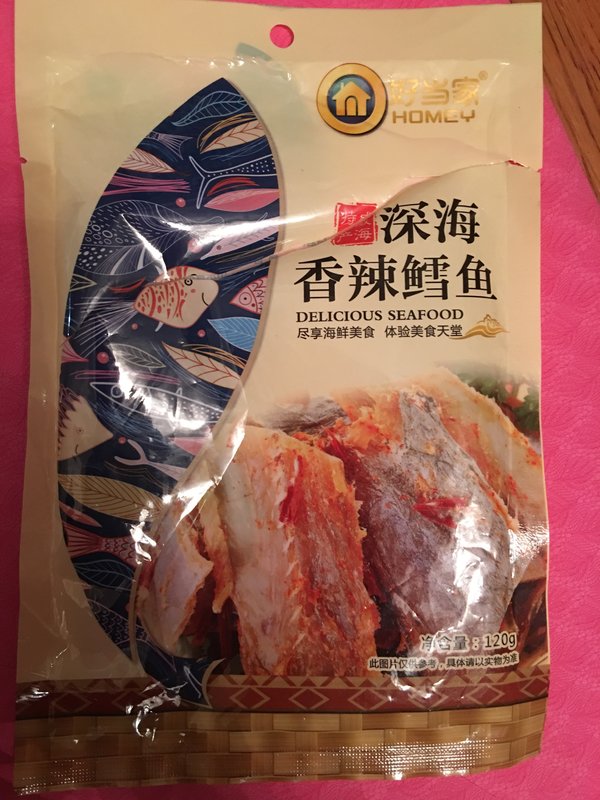 好当家®
HOMEY
深海
香辣鳕鱼
DELICIOUS SEAFOOD
尽享海鲜美食 体验美食天堂
净含量:120g
此图片仅供参考,具体请以实物为准